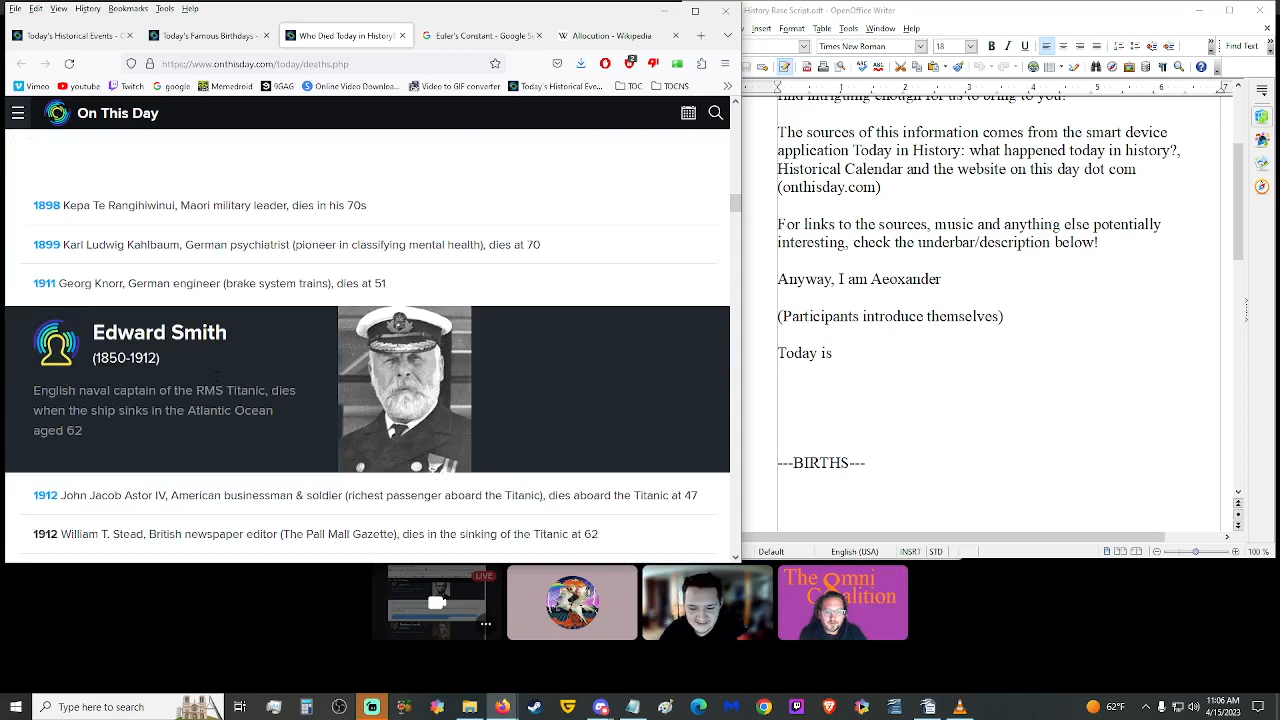 File Edit View History Bookmarks Tools Help
Today's Historical Events
Today's Famous Birthdays -
Who Died Today in History
Euler's Constant - Go
Allocution - Wikipedia
https://www.onthisday.com/today/deaths.php
Vimeo youtube Twitch google Memedroid 9GAG Online Video Downloa... Video to GIF converter Today's Historical Eve... TOC TOCNS
On This Day
1898 Kepa Te Rangihiwinui, Maori military leader, dies in his 70s
1899 Karl Ludwig Kahlbaum, German psychiatrist (pioneer in classifying mental health), dies at 70
1911 Georg Knorr, German engineer (brake system trains), dies at 51
Edward Smith
(1850-1912)
English naval captain of the RMS Titanic, dies
when the ship sinks in the Atlantic Ocean
aged 62
1912 John Jacob Astor IV, American businessman & soldier (richest passenger aboard the Titanic), dies aboard the Titanic at 47
1912 William T. Stead, British newspaper editor (The Pall Mall Gazette), dies in the sinking of the Titanic at 62
History Base Script.odt - OpenOffice Writer
Insert Format Table Tools Window Help
Times New Roman 18 B I U Find Text
1 2 3 4 5 6 7
And intriguing enough for us to bring to you!
The sources of this information comes from the smart device
application Today in History: what happened today in history?,
Historical Calendar and the website on this day dot com
(onthisday.com)
For links to the sources, music and anything else potentially
interesting, check the underbar/description below!
Anyway, I am Aeoxander
(Participants introduce themselves)
Today is
---BIRTHS---
Default English (USA) INSRT STD 100 %
LIVE
The Omni
Coalition
Type here to search
62°F
11:06 AM
4/15/2023